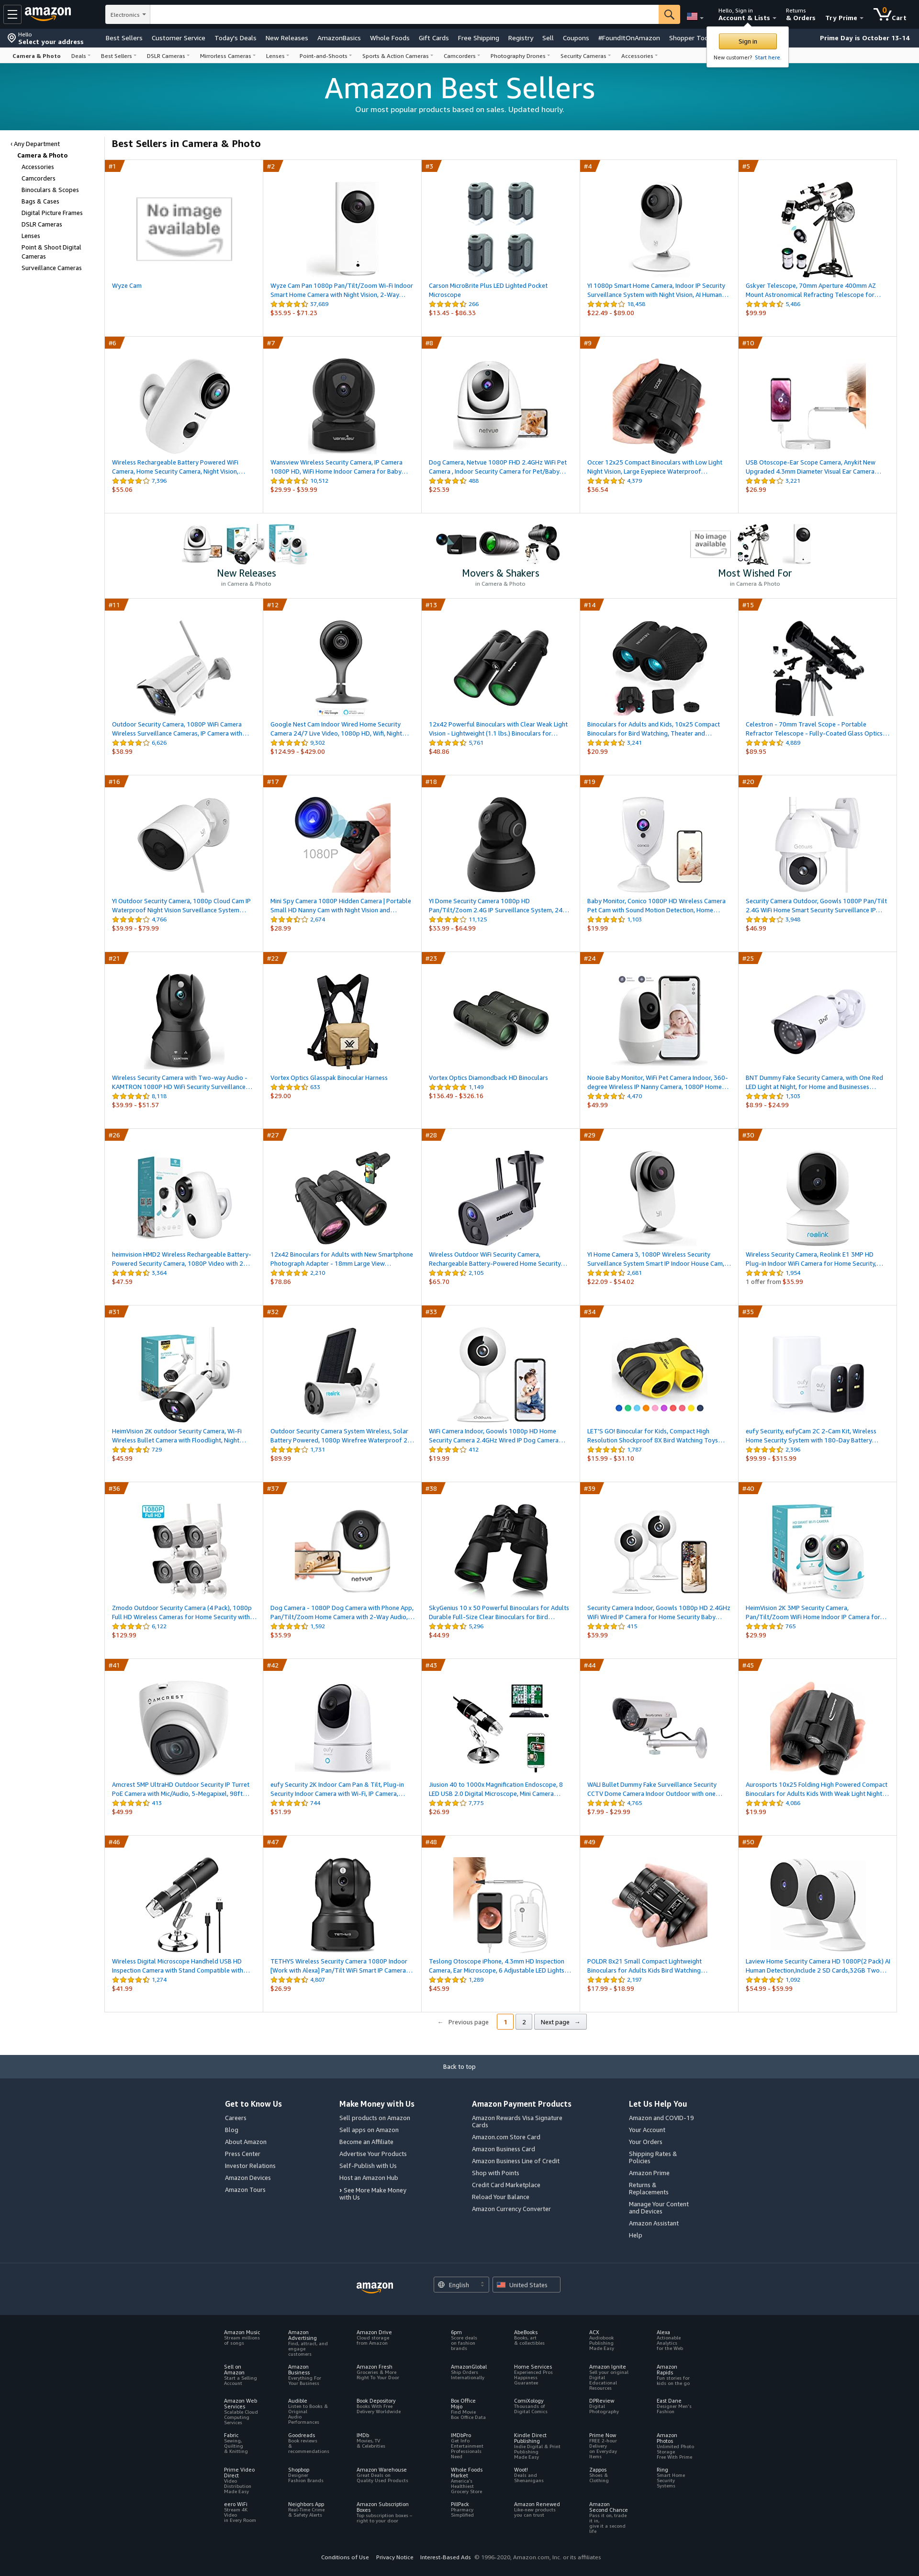 Hello
Select your address
amazon
Electronics
Hello, Sign in
Account & Lists
Returns
& Orders
Try Prime
0
Cart
Best Sellers
Customer Service
Today's Deals
New Releases
AmazonBasics
Whole Foods
Gift Cards
Free Shipping
Registry
Sell
Coupons
#FoundItOnAmazon
Sign in
New customer? Start here.
Prime Day is October 13-14
Camera & Photo
Deals
Best Sellers
DSLR Cameras
Mirrorless Cameras
Lenses
Point-and-Shoots
Sports & Action Cameras
Camcorders
Photography Drones
Security Cameras
Accessories
Amazon Best Sellers
Our most popular products based on sales. Updated hourly.
‹ Any Department
Camera & Photo
Accessories
Camcorders
Binoculars & Scopes
Bags & Cases
Digital Picture Frames
DSLR Cameras
Lenses
Point & Shoot Digital
Cameras
Surveillance Cameras
Best Sellers in Camera & Photo
#1
No image
available
Wyze Cam
#2
Wyze Cam Pan 1080p Pan/Tilt/Zoom Wi-Fi Indoor
Smart Home Camera with Night Vision, 2-Way…
37,689
$35.95 - $71.23
#3
Carson MicroBrite Plus LED Lighted Pocket
Microscope
266
$13.45 - $86.33
#4
YI 1080p Smart Home Camera, Indoor IP Security
Surveillance System with Night Vision, AI Human…
18,458
$22.49 - $89.00
#5
Gskyer Telescope, 70mm Aperture 400mm AZ
Mount Astronomical Refracting Telescope for…
5,486
$99.99
#6
Wireless Rechargeable Battery Powered WiFi
Camera, Home Security Camera, Night Vision,…
7,396
$55.06
#7
Wansview Wireless Security Camera, IP Camera
1080P HD, WiFi Home Indoor Camera for Baby…
10,512
$29.99 - $39.99
#8
netvue
Dog Camera, Netvue 1080P FHD 2.4GHz WiFi Pet
Camera , Indoor Security Camera for Pet/Baby…
488
$25.39
#9
Occer 12x25 Compact Binoculars with Low Light
Night Vision, Large Eyepiece Waterproof…
4,379
$36.54
#10
USB Otoscope-Ear Scope Camera, Anykit New
Upgraded 4.5mm Diameter Visual Ear Camera…
3,221
$26.99
New Releases
in Camera & Photo
Movers & Shakers
in Camera & Photo
No image
available
Most Wished For
in Camera & Photo
#11
Outdoor Security Camera, 1080P WiFi Camera
Wireless Surveillance Cameras, IP Camera with…
6,626
$38.99
#12
Google Nest Cam Indoor Wired Home Security
Camera 24/7 Live Video, 1080p HD, Wifi, Night…
9,302
$124.99 - $429.00
#13
12x42 Powerful Binoculars with Clear Weak Light
Vision - Lightweight (1.1 lbs.) Binoculars for…
5,761
$48.86
#14
Binoculars for Adults and Kids, 10x25 Compact
Binoculars for Bird Watching, Theater and…
3,241
$20.99
#15
Celestron - 70mm Travel Scope - Portable
Refractor Telescope - Fully-Coated Glass Optics…
4,889
$89.95
#16
YI Outdoor Security Camera, 1080p Cloud Cam IP
Waterproof Night Vision Surveillance System…
4,766
$39.99 - $79.99
#17
1080P
Mini Spy Camera 1080P Hidden Camera | Portable
Small HD Nanny Cam with Night Vision and…
2,674
$28.99
#18
YI Dome Security Camera 1080p HD
Pan/Tilt/Zoom 2.4G IP Surveillance System, 24…
11,125
$33.99 - $64.99
#19
Baby Monitor, Conico 1080P HD Wireless Camera
Pet Cam with Sound Motion Detection, Home…
1,103
$19.99
#20
Security Camera Outdoor, Goowls 1080P Pan/Tilt
2.4G WiFi Home Smart Security Surveillance IP…
3,948
$46.99
#21
Wireless Security Camera with Two-way Audio -
KAMTRON 1080P HD WiFi Security Surveillance…
8,118
$39.99 - $51.57
#22
Vortex Optics Glasspak Binocular Harness
633
$29.00
#23
Vortex Optics Diamondback HD Binoculars
1,149
$136.49 - $326.16
#24
Nooie Baby Monitor, WiFi Pet Camera Indoor, 360-
degree Wireless IP Nanny Camera, 1080P Home…
4,470
$49.99
#25
BNT Dummy Fake Security Camera, with One Red
LED Light at Night, for Home and Businesses…
1,303
$8.99 - $24.99
#26
heimvision HMD2 Wireless Rechargeable Battery-
Powered Security Camera, 1080P Video with 2…
3,364
$47.59
#27
12x42 Binoculars for Adults with New Smartphone
Photograph Adapter – 18mm Large View…
2,210
$78.86
#28
Wireless Outdoor WiFi Security Camera,
Rechargeable Battery-Powered Home Security…
2,105
$65.70
#29
YI Home Camera 3, 1080P Wireless Security
Surveillance System Smart IP Indoor House Cam,…
2,681
$22.09 - $54.02
#30
reolink
Wireless Security Camera, Reolink E1 3MP HD
Plug-in Indoor WiFi Camera for Home Security,…
1,954
1 offer from $35.99
#31
HeimVision 2K outdoor Security Camera, Wi-Fi
Wireless Bullet Camera with Floodlight, Night…
729
$45.99
#32
Outdoor Security Camera System Wireless, Solar
Battery Powered, 1080p Wirefree Waterproof 2…
1,731
$89.99
#33
WiFi Camera Indoor, Goowls 1080p HD Home
Security Camera 2.4GHz Wired IP Dog Camera…
412
$19.99
#34
LET'S GO! Binocular for Kids, Compact High
Resolution Shockproof 8X Bird Watching Toys…
1,787
$15.99 - $31.10
#35
eufy Security, eufyCam 2C 2-Cam Kit, Wireless
Home Security System with 180-Day Battery…
2,396
$99.99 - $315.99
#36
1080P
Full HD
Zmodo Outdoor Security Camera (4 Pack), 1080p
Full HD Wireless Cameras for Home Security with…
6,122
$129.99
#37
netvue
Dog Camera - 1080P Dog Camera with Phone App,
Pan/Tilt/Zoom Home Camera with 2-Way Audio,…
1,592
$35.99
#38
SkyGenius 10 x 50 Powerful Binoculars for Adults
Durable Full-Size Clear Binoculars for Bird…
5,296
$44.99
#39
Security Camera Indoor, Goowls 1080p HD 2.4GHz
WiFi Wired IP Camera for Home Security Baby…
415
$39.99
#40
HeimVision 2K 3MP Security Camera,
Pan/Tilt/Zoom WiFi Home Indoor IP Camera for…
765
$29.99
#41
AMCREST
Amcrest 5MP UltraHD Outdoor Security IP Turret
PoE Camera with Mic/Audio, 5-Megapixel, 98ft…
413
$49.99
#42
eufy Security 2K Indoor Cam Pan & Tilt, Plug-in
Security Indoor Camera with Wi-Fi, IP Camera,…
744
$51.99
#43
Jiusion 40 to 1000x Magnification Endoscope, 8
LED USB 2.0 Digital Microscope, Mini Camera…
7,775
$26.99
#44
WALI Bullet Dummy Fake Surveillance Security
CCTV Dome Camera Indoor Outdoor with one…
4,765
$7.99 - $29.99
#45
Aurosports 10x25 Folding High Powered Compact
Binoculars for Adults Kids With Weak Light Night…
4,086
$19.99
#46
Wireless Digital Microscope Handheld USB HD
Inspection Camera with Stand Compatible with…
1,274
$41.99
#47
TETHYS Wireless Security Camera 1080P Indoor
[Work with Alexa] Pan/Tilt WiFi Smart IP Camera…
4,807
$26.99
#48
Teslong Otoscope iPhone, 4.3mm HD Inspection
Camera, Ear Microscope, 6 Adjustable LED Lights…
1,289
$45.99
#49
POLDR 8x21 Small Compact Lightweight
Binoculars for Adults Kids Bird Watching…
2,197
$17.99 - $18.99
#50
Laview Home Security Camera HD 1080P(2 Pack) AI
Human Detection,Include 2 SD Cards,32GB Two…
1,092
$54.99 - $59.99
← Previous page
1
2
Next page →
Back to top
Get to Know Us
Careers
Blog
About Amazon
Press Center
Investor Relations
Amazon Devices
Amazon Tours
Make Money with Us
Sell products on Amazon
Sell apps on Amazon
Become an Affiliate
Advertise Your Products
Self-Publish with Us
Host an Amazon Hub
› See More Make Money
with Us
Amazon Payment Products
Amazon Rewards Visa Signature
Cards
Amazon.com Store Card
Amazon Business Card
Amazon Business Line of Credit
Shop with Points
Credit Card Marketplace
Reload Your Balance
Amazon Currency Converter
Let Us Help You
Amazon and COVID-19
Your Account
Your Orders
Shipping Rates &
Policies
Amazon Prime
Returns &
Replacements
Manage Your Content
and Devices
Amazon Assistant
Help
amazon
English
United States
Amazon Music
Stream millions
of songs
Amazon
Advertising
Find, attract, and
engage
customers
Amazon Drive
Cloud storage
from Amazon
6pm
Score deals
on fashion
brands
AbeBooks
Books, art
& collectibles
ACX
Audiobook
Publishing
Made Easy
Alexa
Actionable
Analytics
for the Web
Sell on
Amazon
Start a Selling
Account
Amazon
Business
Everything For
Your Business
Amazon Fresh
Groceries & More
Right To Your Door
AmazonGlobal
Ship Orders
Internationally
Home Services
Experienced Pros
Happiness
Guarantee
Amazon Ignite
Sell your original
Digital
Educational
Resources
Amazon
Rapids
Fun stories for
kids on the go
Amazon Web
Services
Scalable Cloud
Computing
Services
Audible
Listen to Books &
Original
Audio
Performances
Book Depository
Books With Free
Delivery Worldwide
Box Office
Mojo
Find Movie
Box Office Data
ComiXology
Thousands of
Digital Comics
DPReview
Digital
Photography
East Dane
Designer Men's
Fashion
Fabric
Sewing,
Quilting
& Knitting
Goodreads
Book reviews
&
recommendations
IMDb
Movies, TV
& Celebrities
IMDbPro
Get Info
Entertainment
Professionals
Need
Kindle Direct
Publishing
Indie Digital & Print
Publishing
Made Easy
Prime Now
FREE 2-hour
Delivery
on Everyday
Items
Amazon
Photos
Unlimited Photo
Storage
Free With Prime
Prime Video
Direct
Video
Distribution
Made Easy
Shopbop
Designer
Fashion Brands
Amazon Warehouse
Great Deals on
Quality Used Products
Whole Foods
Market
America's
Healthiest
Grocery Store
Woot!
Deals and
Shenanigans
Zappos
Shoes &
Clothing
Ring
Smart Home
Security
Systems
eero WiFi
Stream 4K
Video
in Every Room
Neighbors App
Real-Time Crime
& Safety Alerts
Amazon Subscription
Boxes
Top subscription boxes –
right to your door
PillPack
Pharmacy
Simplified
Amazon Renewed
Like-new products
you can trust
Amazon
Second Chance
Pass it on, trade
it in,
give it a second
life
Conditions of Use
Privacy Notice
Interest-Based Ads
© 1996-2020, Amazon.com, Inc. or its affiliates